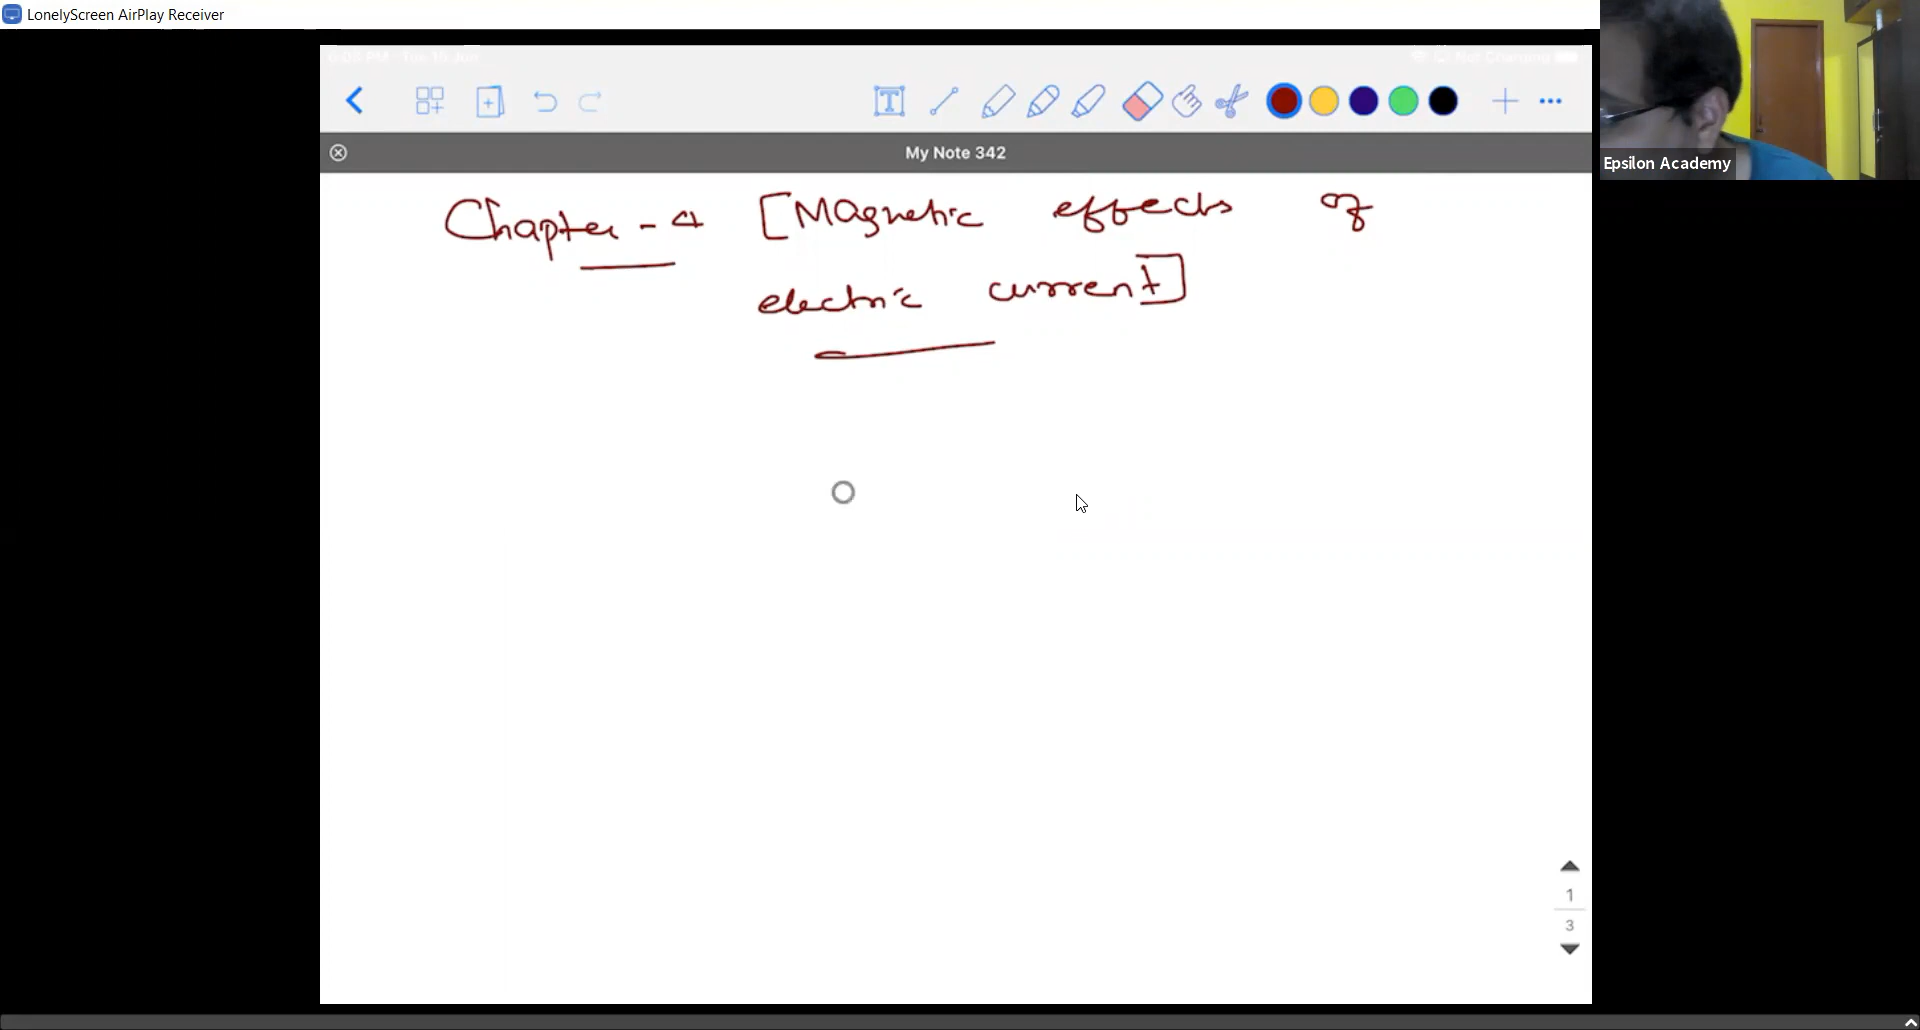 LonelyScreen AirPlay Receiver
My Note 342
Epsilon Academy
Chapter - 4 [Magnetic effects of
electric current]
1
3